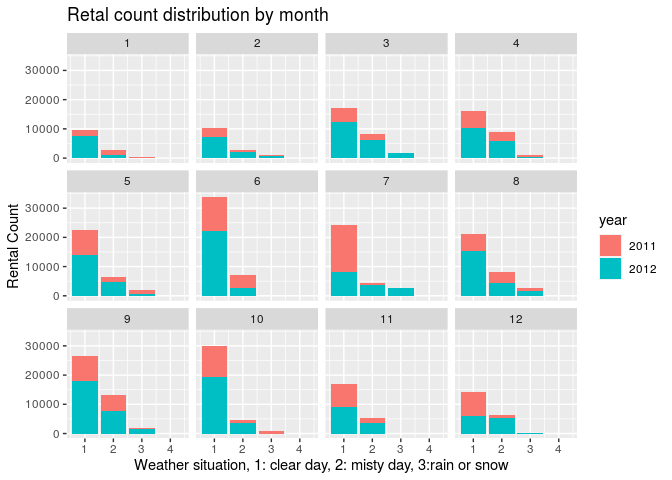 Retal count distribution by month
1 2 3 4
30000
20000
10000
0
5 6 7 8
30000
20000
10000
0
9 10 11 12
30000
20000
10000
0
1 2 3 4 1 2 3 4 1 2 3 4 1 2 3 4
Rental Count
Weather situation, 1: clear day, 2: misty day, 3:rain or snow
year
2011
2012